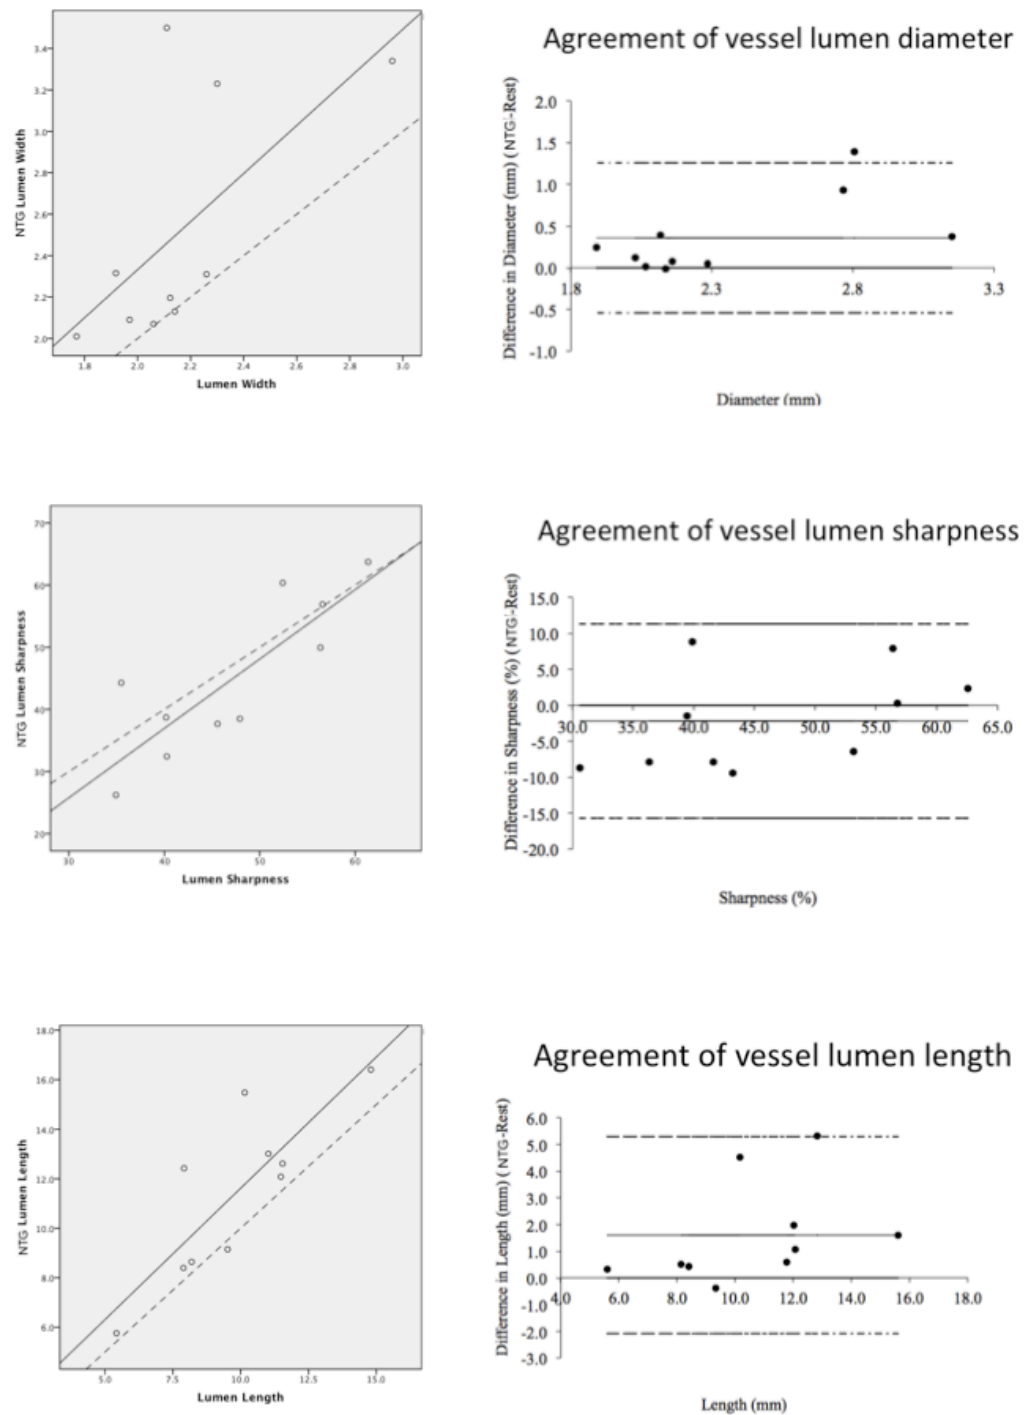 Agreement of vessel lumen diameter
NTG Lumen Width
3.4
3.2
3.0
2.8
2.6
2.4
2.2
2.0
1.8 2.0 2.2 2.4 2.6 2.8 3.0
Lumen Width
Difference in Diameter (mm) (NTG-Rest)
2.0
1.5
1.0
0.5
0.0
-0.5
-1.0
1.8 2.3 2.8 3.3
Diameter (mm)
Agreement of vessel lumen sharpness
NTG Lumen Sharpness
70
60
50
40
30
20
30 40 50 60
Lumen Sharpness
Difference in Sharpness (%) (NTG-Rest)
15.0
10.0
5.0
0.0
-5.0
-10.0
-15.0
-20.0
30.0 35.0 40.0 45.0 50.0 55.0 60.0 65.0
Sharpness (%)
Agreement of vessel lumen length
NTG Lumen Length
18.0
16.0
14.0
12.0
10.0
8.0
6.0
5.0 7.5 10.0 12.5 15.0
Lumen Length
Difference in Length (mm) (NTG-Rest)
6.0
5.0
4.0
3.0
2.0
1.0
0.0
-1.0
-2.0
-3.0
4.0 6.0 8.0 10.0 12.0 14.0 16.0 18.0
Length (mm)